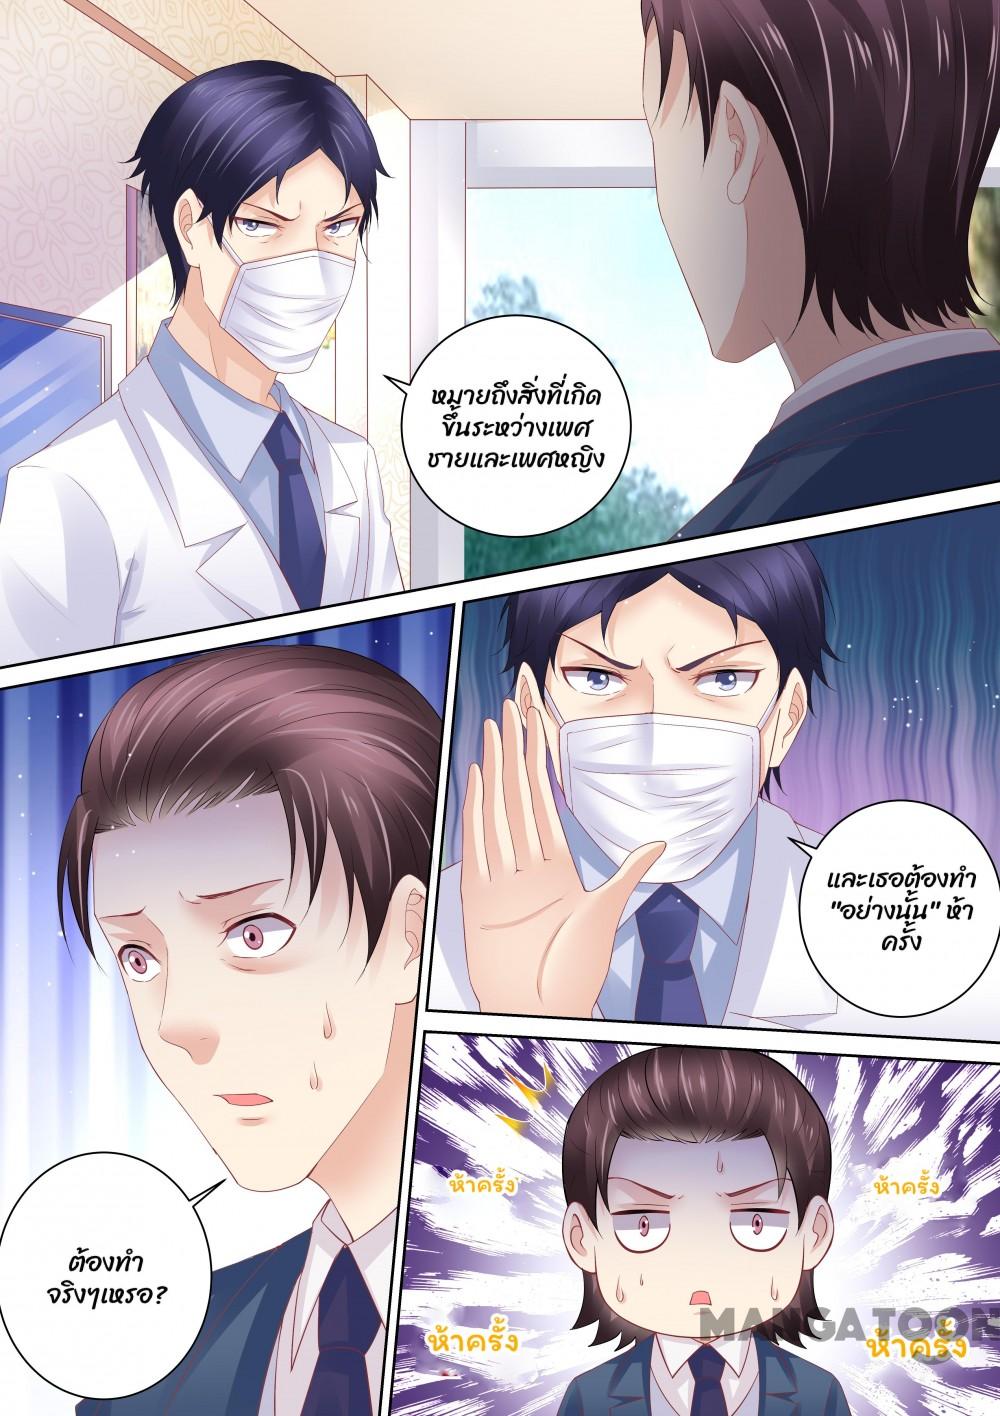 หมายถึงสิ่งที่เกิด
ขึ้นระหว่างเพศ
ชายและเพศหญิง
และเธอต้องทำ
"อย่างนั้น" ห้า
ครั้ง
ต้องทำ
จริงๆเหรอ?
ห้าครั้ง
ห้าครั้ง
ห้าครั้ง
ห้าครั้ง
MANGATOON